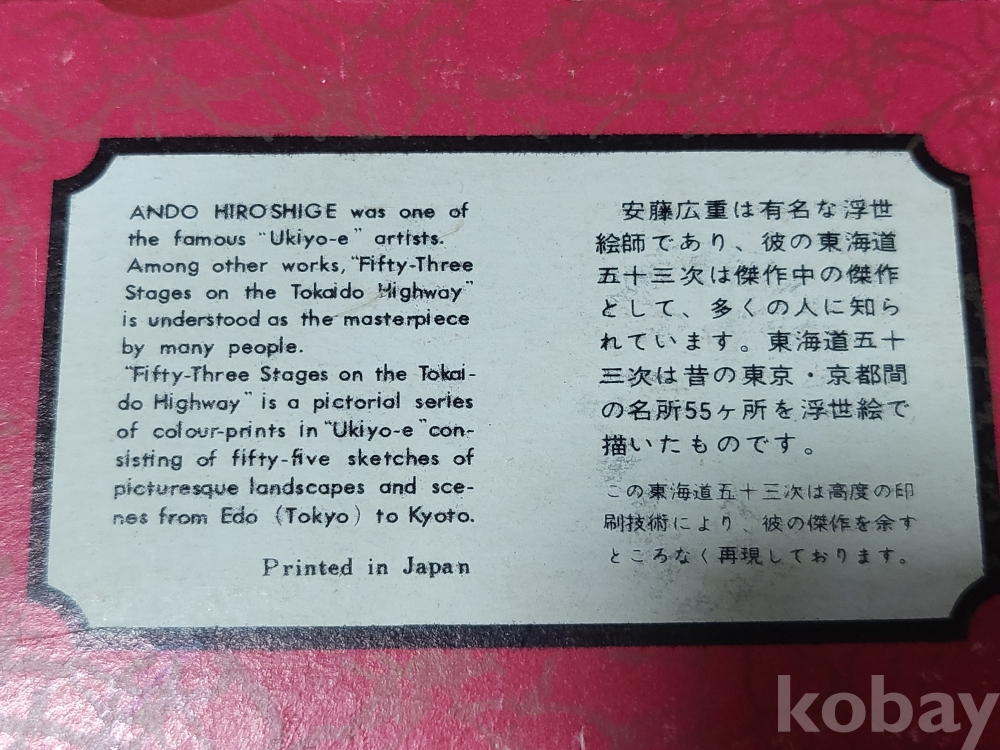 ANDO HIROSHIGE was one of
the famous "Ukiyo-e" artists.
Among other works, "Fifty-Three
Stages on the Tokaido Highway"
is understood as the masterpiece
by many people.
"Fifty-Three Stages on the Tokai-
do Highway" is a pictorial series
of colour-prints in "Ukiyo-e" con-
sisting of fifty-five sketches of
picturesque landscapes and sce-
nes from Edo (Tokyo) to Kyoto.
Printed in Japan
安藤広重は有名な浮世
絵師であり、彼の東海道
五十三次は傑作中の傑作
として、多くの人に知ら
れています。東海道五十
三次は昔の東京・京都間
の名所55ヶ所を浮世絵で
描いたものです。
この東海道五十三次は高度の印
刷技術により、彼の傑作を余す
ところなく再現しております。
kobay